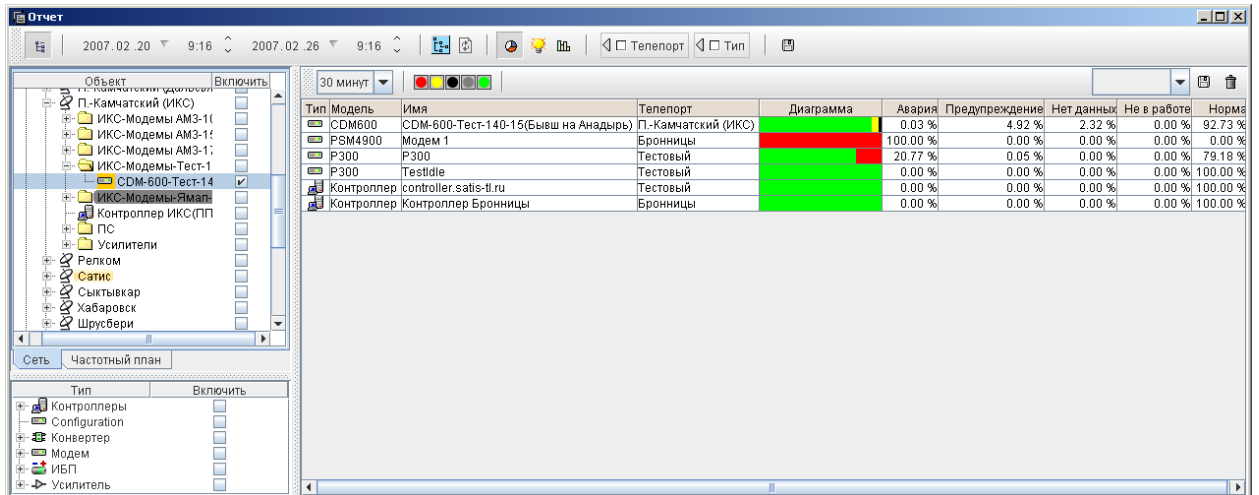 Отчет
2007.02.20 9:16 2007.02.26 9:16 Телепорт Тип
Объект Включить
П.-Камчатский (ИКС)
ИКС-Модемы АМ3-1(
ИКС-Модемы АМ3-15
ИКС-Модемы АМ3-17
ИКС-Модемы-Тест-1
CDM-600-Тест-14
ИКС-Модемы-Ямал-
Контроллер ИКС(ПП
ПС
Усилители
Релком
Сатис
Сыктывкар
Хабаровск
Шрусбери
Сеть Частотный план
Тип Включить
Контроллеры
Configuration
Конвертер
Модем
ИБП
Усилитель
30 минут
Тип Модель Имя Телепорт Диаграмма Авария Предупреждение Нет данных Не в работе Норма
CDM600 CDM-600-Тест-140-15(Бывш на Анадырь) П.-Камчатский (ИКС) 0.03 % 4.92 % 2.32 % 0.00 % 92.73 %
PSM4900 Модем 1 Бронницы 100.00 % 0.00 % 0.00 % 0.00 % 0.00 %
P300 P300 Тестовый 20.77 % 0.05 % 0.00 % 0.00 % 79.18 %
P300 TestIdle Тестовый 0.00 % 0.00 % 0.00 % 0.00 % 100.00 %
Контроллер controller.satis-tl.ru Тестовый 0.00 % 0.00 % 0.00 % 0.00 % 100.00 %
Контроллер Контроллер Бронницы Бронницы 0.00 % 0.00 % 0.00 % 0.00 % 100.00 %